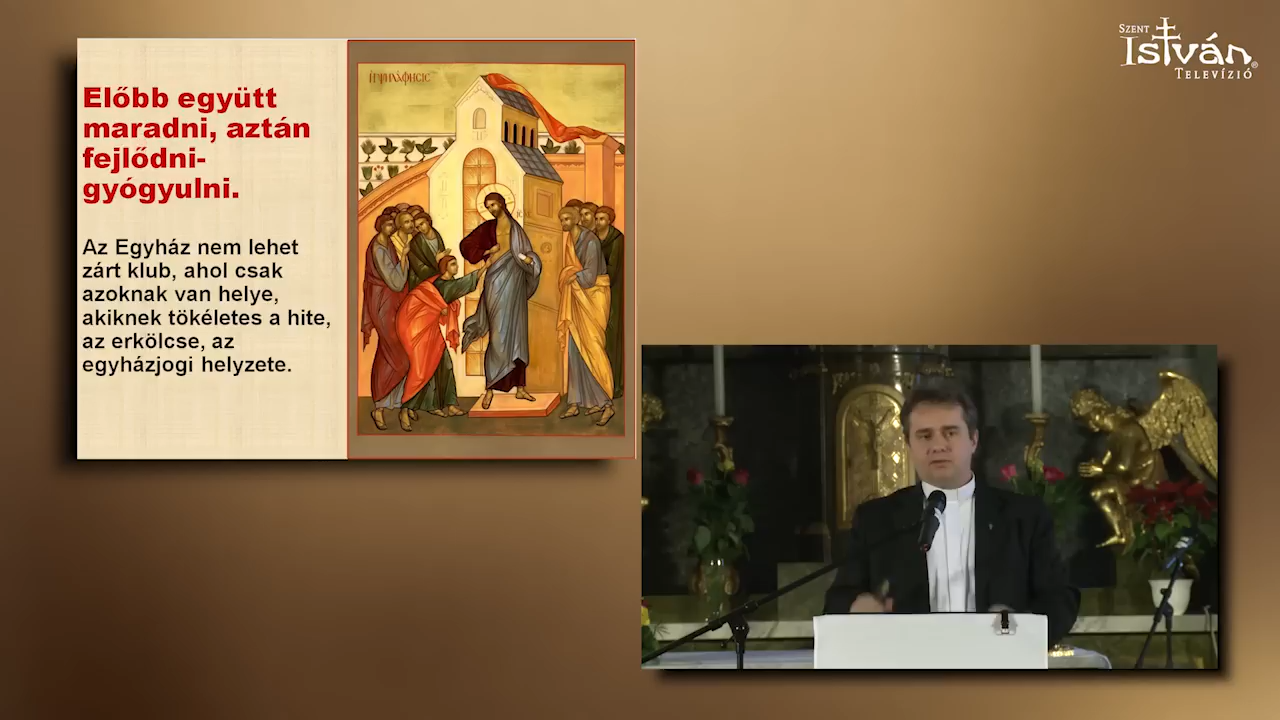 Előbb együtt
maradni, aztán
fejlődni-
gyógyulni.
Az Egyház nem lehet
zárt klub, ahol csak
azoknak van helye,
akiknek tökéletes a hite,
az erkölcse, az
egyházjogi helyzete.
SZENT
ISTVÁN
TELEVÍZIÓ